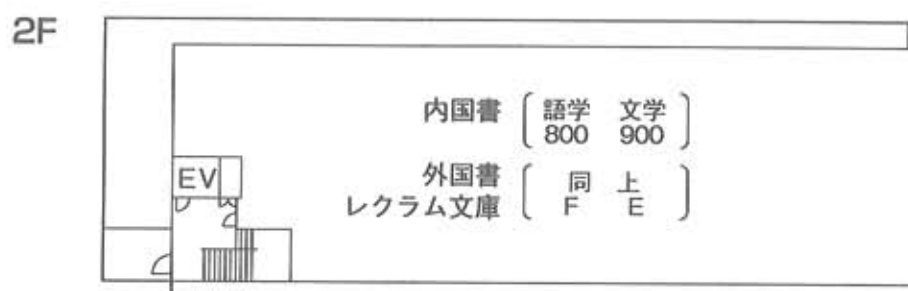 2F
内国書 〔 語学 文学 〕
800 900
EV
外国書 〔 同 上 〕
レクラム文庫 F E